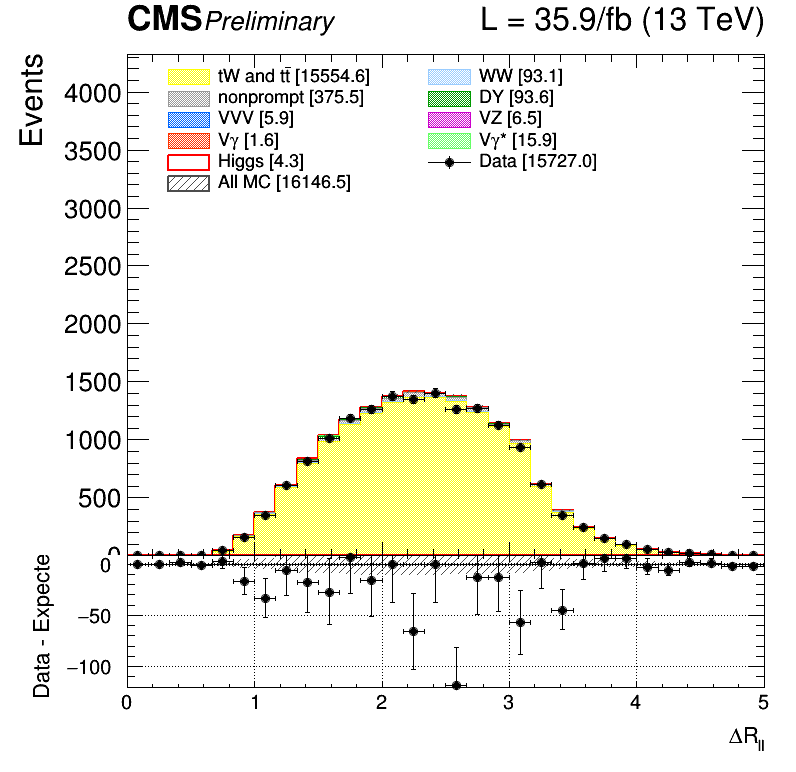 CMS Preliminary L = 35.9/fb (13 TeV)
Events
tW and tt̄ [15554.6] WW [93.1]
nonprompt [375.5] DY [93.6]
VVV [5.9] VZ [6.5]
Vγ [1.6] Vγ* [15.9]
Higgs [4.3] Data [15727.0]
All MC [16146.5]
4000
3500
3000
2500
2000
1500
1000
500
0
Data - Expecte
0
−50
−100
0 1 2 3 4 5
ΔR_ll